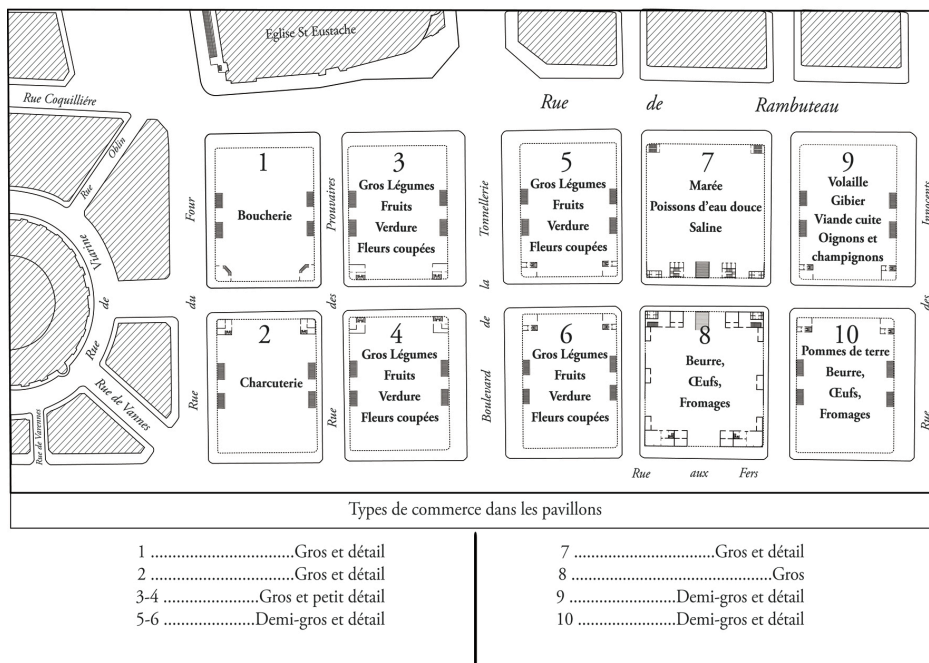 Eglise St Eustache
Rue Coquilliére
Rue de Rambuteau
Rue Oblin
Rue de Viarine
Rue de Vannes
Rue de Varennes
Rue du Four
Rue des Prouvaires
Boulevard de la Tonnellerie
Rue des Innocents
Rue aux Fers
1
Boucherie
3
Gros Légumes
Fruits
Verdure
Fleurs coupées
5
Gros Légumes
Fruits
Verdure
Fleurs coupées
7
Marée
Poissons d'eau douce
Saline
9
Volaille
Gibier
Viande cuite
Oignons et
champignons
2
Charcuterie
4
Gros Légumes
Fruits
Verdure
Fleurs coupées
6
Gros Légumes
Fruits
Verdure
Fleurs coupées
8
Beurre,
Œufs,
Fromages
10
Pommes de terre
Beurre,
Œufs,
Fromages
Types de commerce dans les pavillons
1 ..................................Gros et détail
2 ..................................Gros et détail
3-4 ......................Gros et petit détail
5-6 ......................Demi-gros et détail
7 ..................................Gros et détail
8 ................................................Gros
9 ..........................Demi-gros et détail
10 ........................Demi-gros et détail